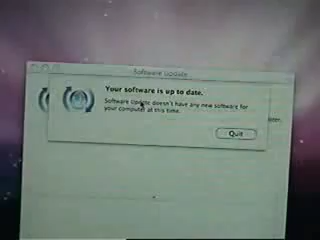 Software Update
Your software is up to date.
Software Update doesn't have any new software for
your computer at this time.
Quit